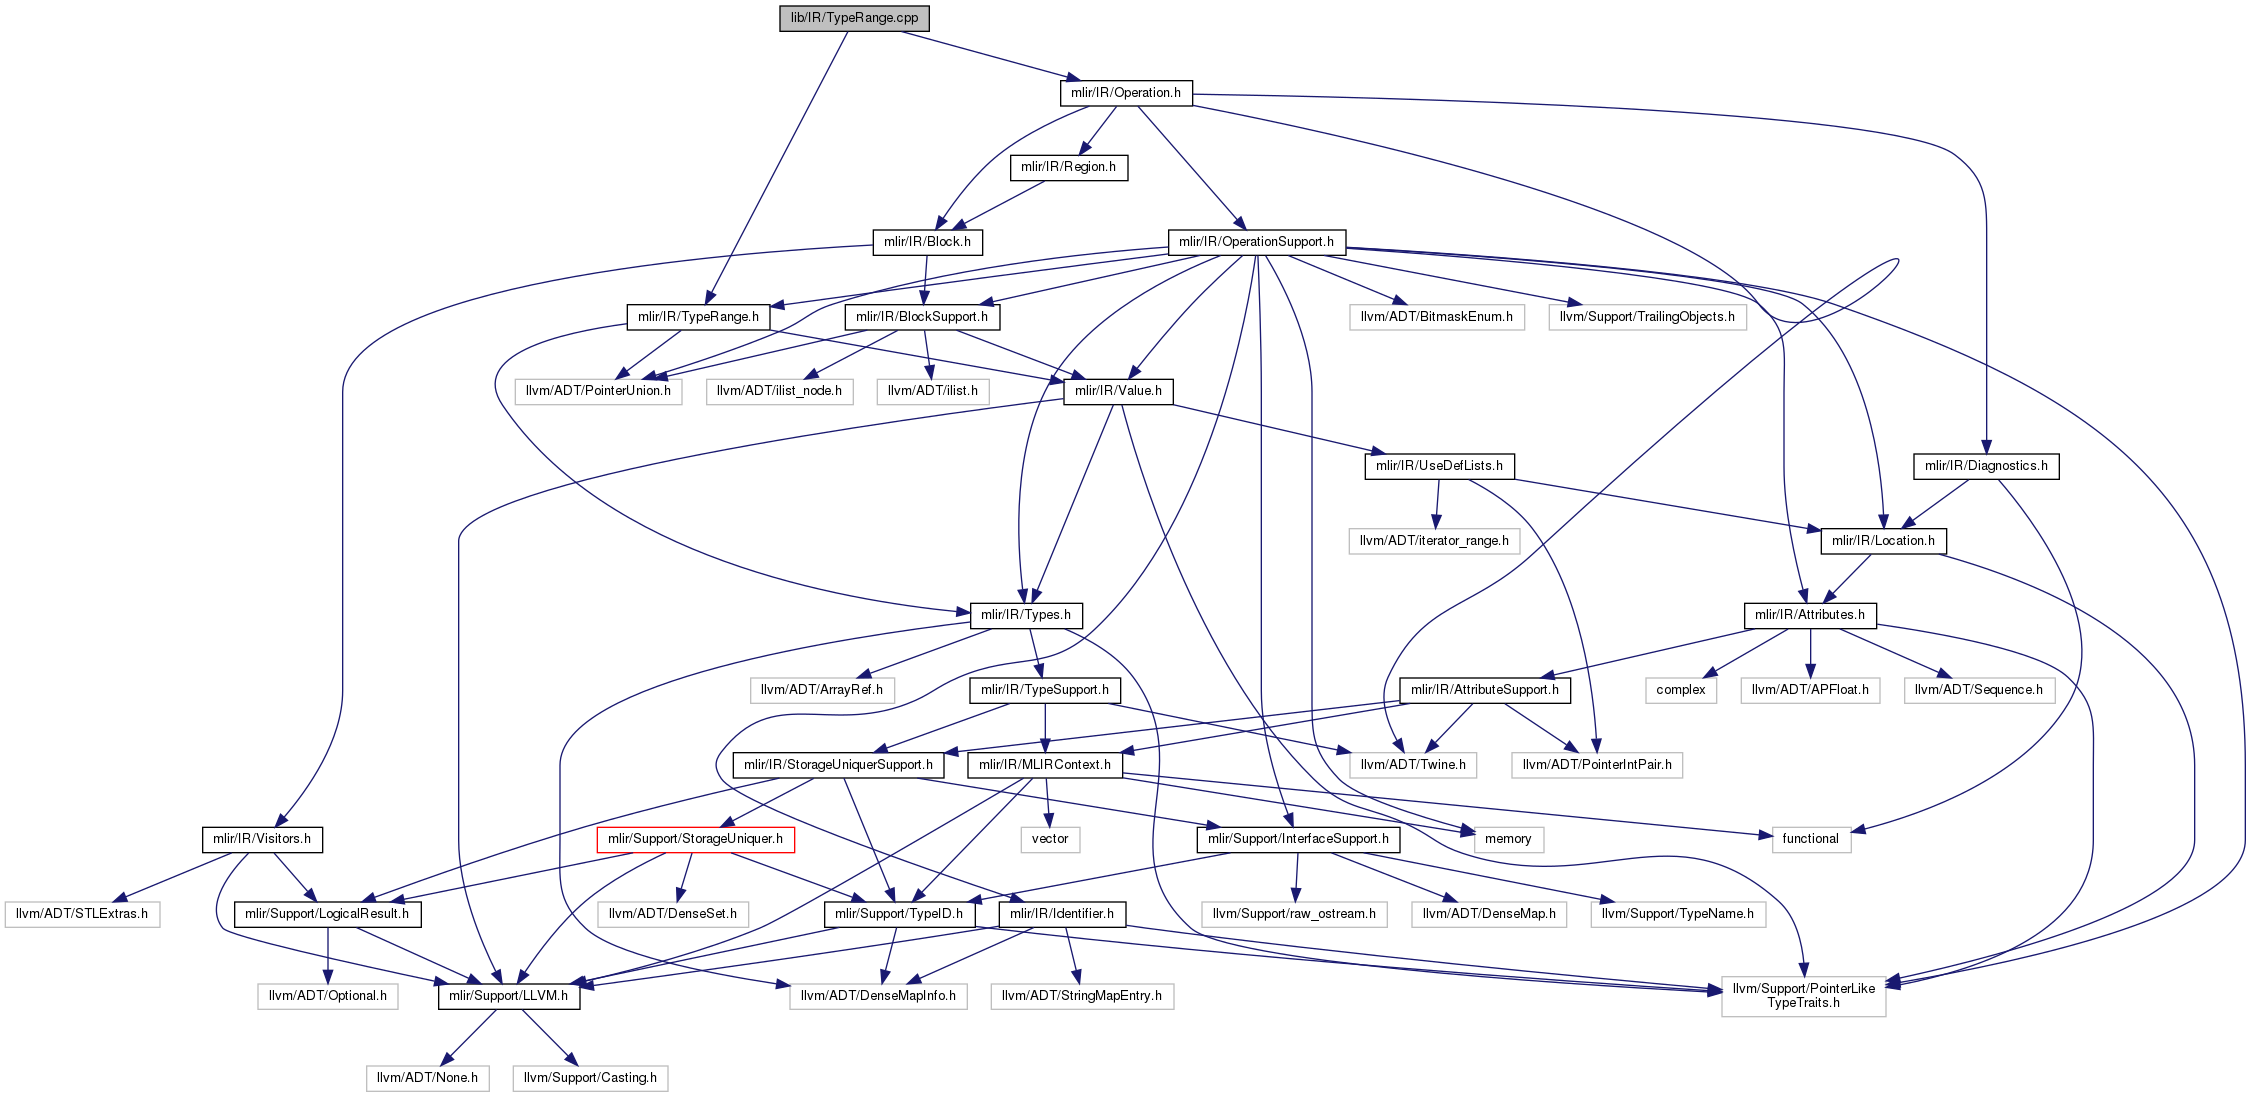 lib/IR/TypeRange.cpp
mlir/IR/Operation.h
mlir/IR/Region.h
mlir/IR/Block.h
mlir/IR/OperationSupport.h
mlir/IR/TypeRange.h
mlir/IR/BlockSupport.h
llvm/ADT/BitmaskEnum.h
llvm/Support/TrailingObjects.h
llvm/ADT/PointerUnion.h
llvm/ADT/ilist_node.h
llvm/ADT/ilist.h
mlir/IR/Value.h
mlir/IR/UseDefLists.h
mlir/IR/Diagnostics.h
llvm/ADT/iterator_range.h
mlir/IR/Location.h
mlir/IR/Types.h
mlir/IR/Attributes.h
llvm/ADT/ArrayRef.h
mlir/IR/TypeSupport.h
mlir/IR/AttributeSupport.h
complex
llvm/ADT/APFloat.h
llvm/ADT/Sequence.h
mlir/IR/StorageUniquerSupport.h
mlir/IR/MLIRContext.h
llvm/ADT/Twine.h
llvm/ADT/PointerIntPair.h
mlir/IR/Visitors.h
mlir/Support/StorageUniquer.h
vector
mlir/Support/InterfaceSupport.h
memory
functional
llvm/ADT/STLExtras.h
mlir/Support/LogicalResult.h
llvm/ADT/DenseSet.h
mlir/Support/TypeID.h
mlir/IR/Identifier.h
llvm/Support/raw_ostream.h
llvm/ADT/DenseMap.h
llvm/Support/TypeName.h
llvm/ADT/Optional.h
mlir/Support/LLVM.h
llvm/ADT/DenseMapInfo.h
llvm/ADT/StringMapEntry.h
llvm/Support/PointerLike
TypeTraits.h
llvm/ADT/None.h
llvm/Support/Casting.h